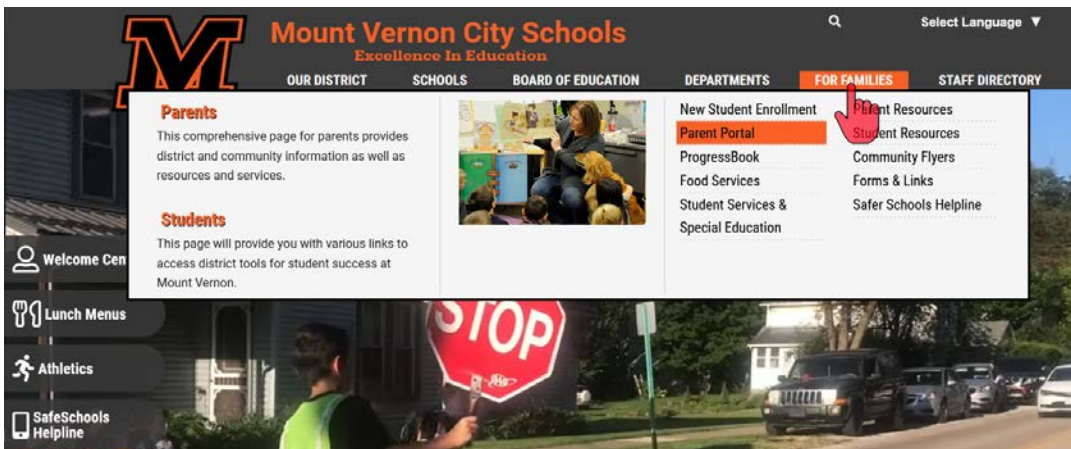 M
Mount Vernon City Schools
Excellence In Education
Select Language ▼
OUR DISTRICT SCHOOLS BOARD OF EDUCATION DEPARTMENTS FOR FAMILIES STAFF DIRECTORY
Parents
This comprehensive page for parents provides
district and community information as well as
resources and services.
Students
This page will provide you with various links to
access district tools for student success at
Mount Vernon.
New Student Enrollment
Parent Portal
ProgressBook
Food Services
Student Services &
Special Education
Parent Resources
Student Resources
Community Flyers
Forms & Links
Safer Schools Helpline
Welcome Cen
Lunch Menus
Athletics
SafeSchools
Helpline
STOP